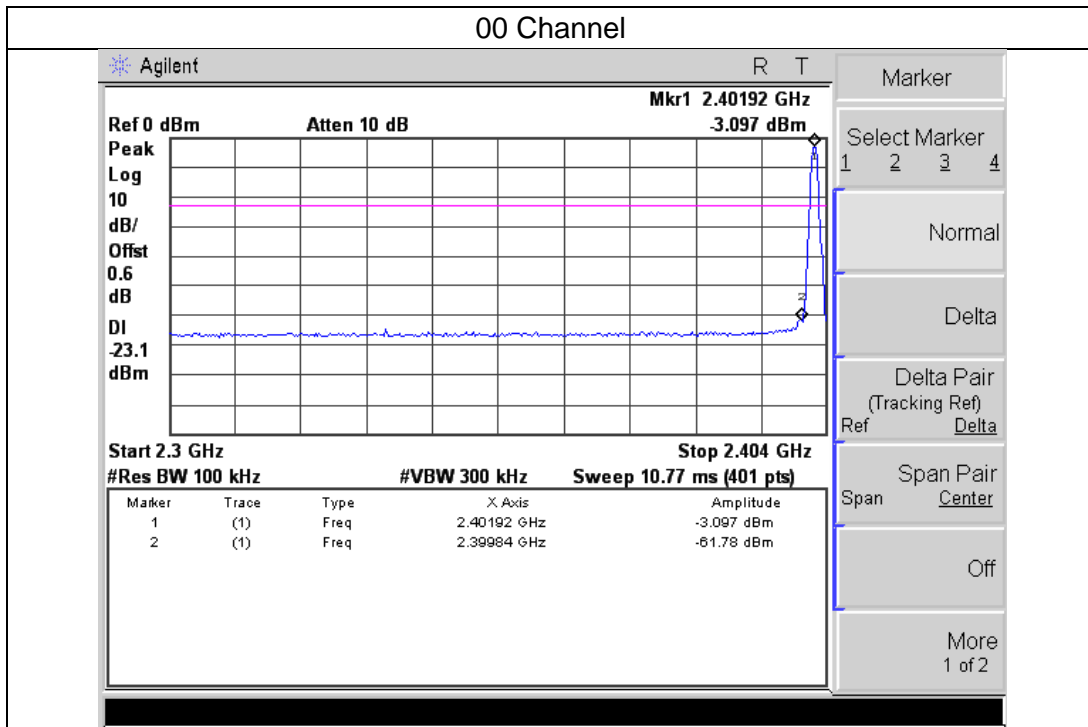 00 Channel
Agilent R T
Mkr1 2.40192 GHz
Ref 0 dBm Atten 10 dB -3.097 dBm
Peak
Log
10
dB/
Offst
0.6
dB
DI
-23.1
dBm
1
2
Start 2.3 GHz Stop 2.404 GHz
#Res BW 100 kHz #VBW 300 kHz Sweep 10.77 ms (401 pts)
Marker Trace Type X Axis Amplitude
1 (1) Freq 2.40192 GHz -3.097 dBm
2 (1) Freq 2.39984 GHz -61.78 dBm
Marker
Select Marker
1 2 3 4
Normal
Delta
Delta Pair
(Tracking Ref)
Ref Delta
Span Pair
Span Center
Off
More
1 of 2